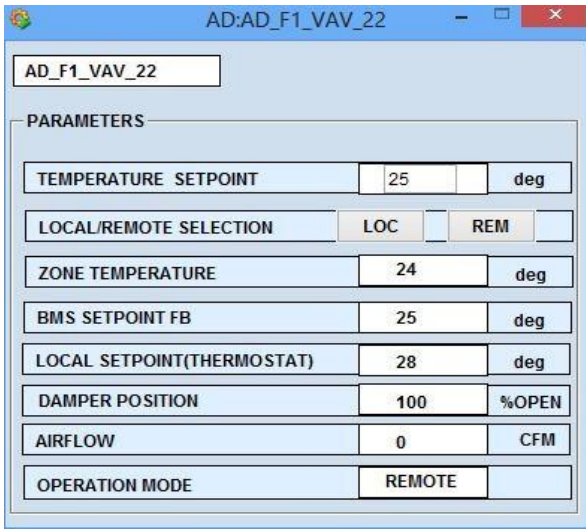 AD:AD_F1_VAV_22
AD_F1_VAV_22
PARAMETERS
TEMPERATURE SETPOINT 25 deg
LOCAL/REMOTE SELECTION LOC REM
ZONE TEMPERATURE 24 deg
BMS SETPOINT FB 25 deg
LOCAL SETPOINT(THERMOSTAT) 28 deg
DAMPER POSITION 100 %OPEN
AIRFLOW 0 CFM
OPERATION MODE REMOTE